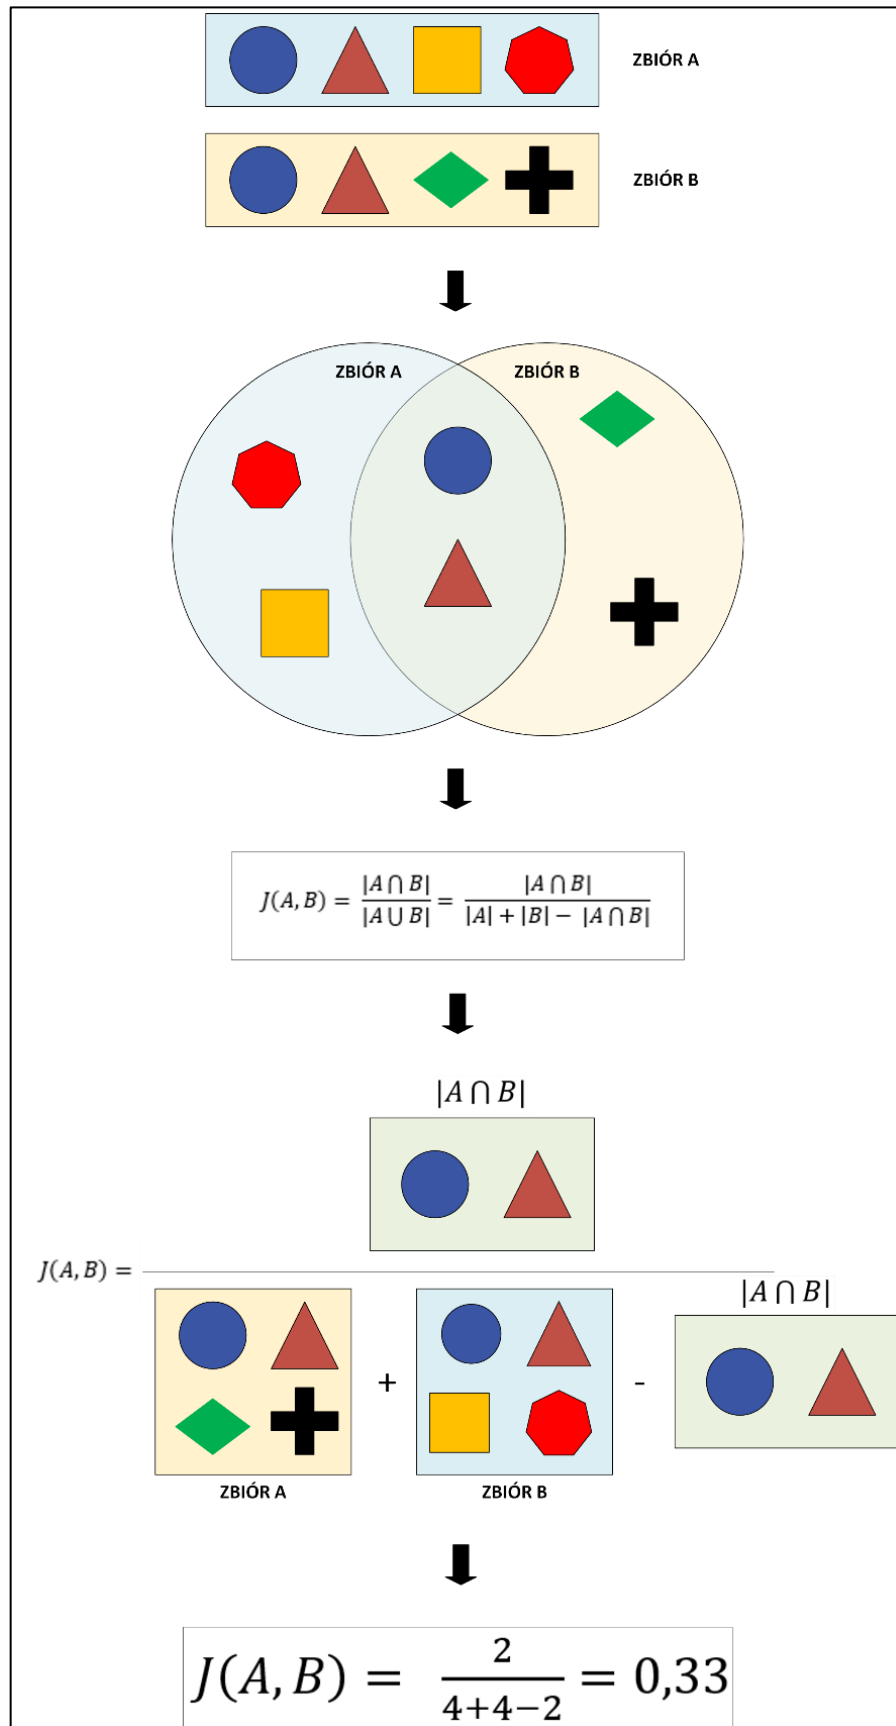 ZBIÓR A
ZBIÓR B
ZBIÓR A
ZBIÓR B
J(A, B) = |A ⋂ B| / |A ⋃ B| = |A ⋂ B| / |A| + |B| − |A ⋂ B|
|A ⋂ B|
J(A, B) =
|A ⋂ B|
+
-
ZBIÓR A
ZBIÓR B
J(A, B) = 2 / 4+4−2 = 0,33